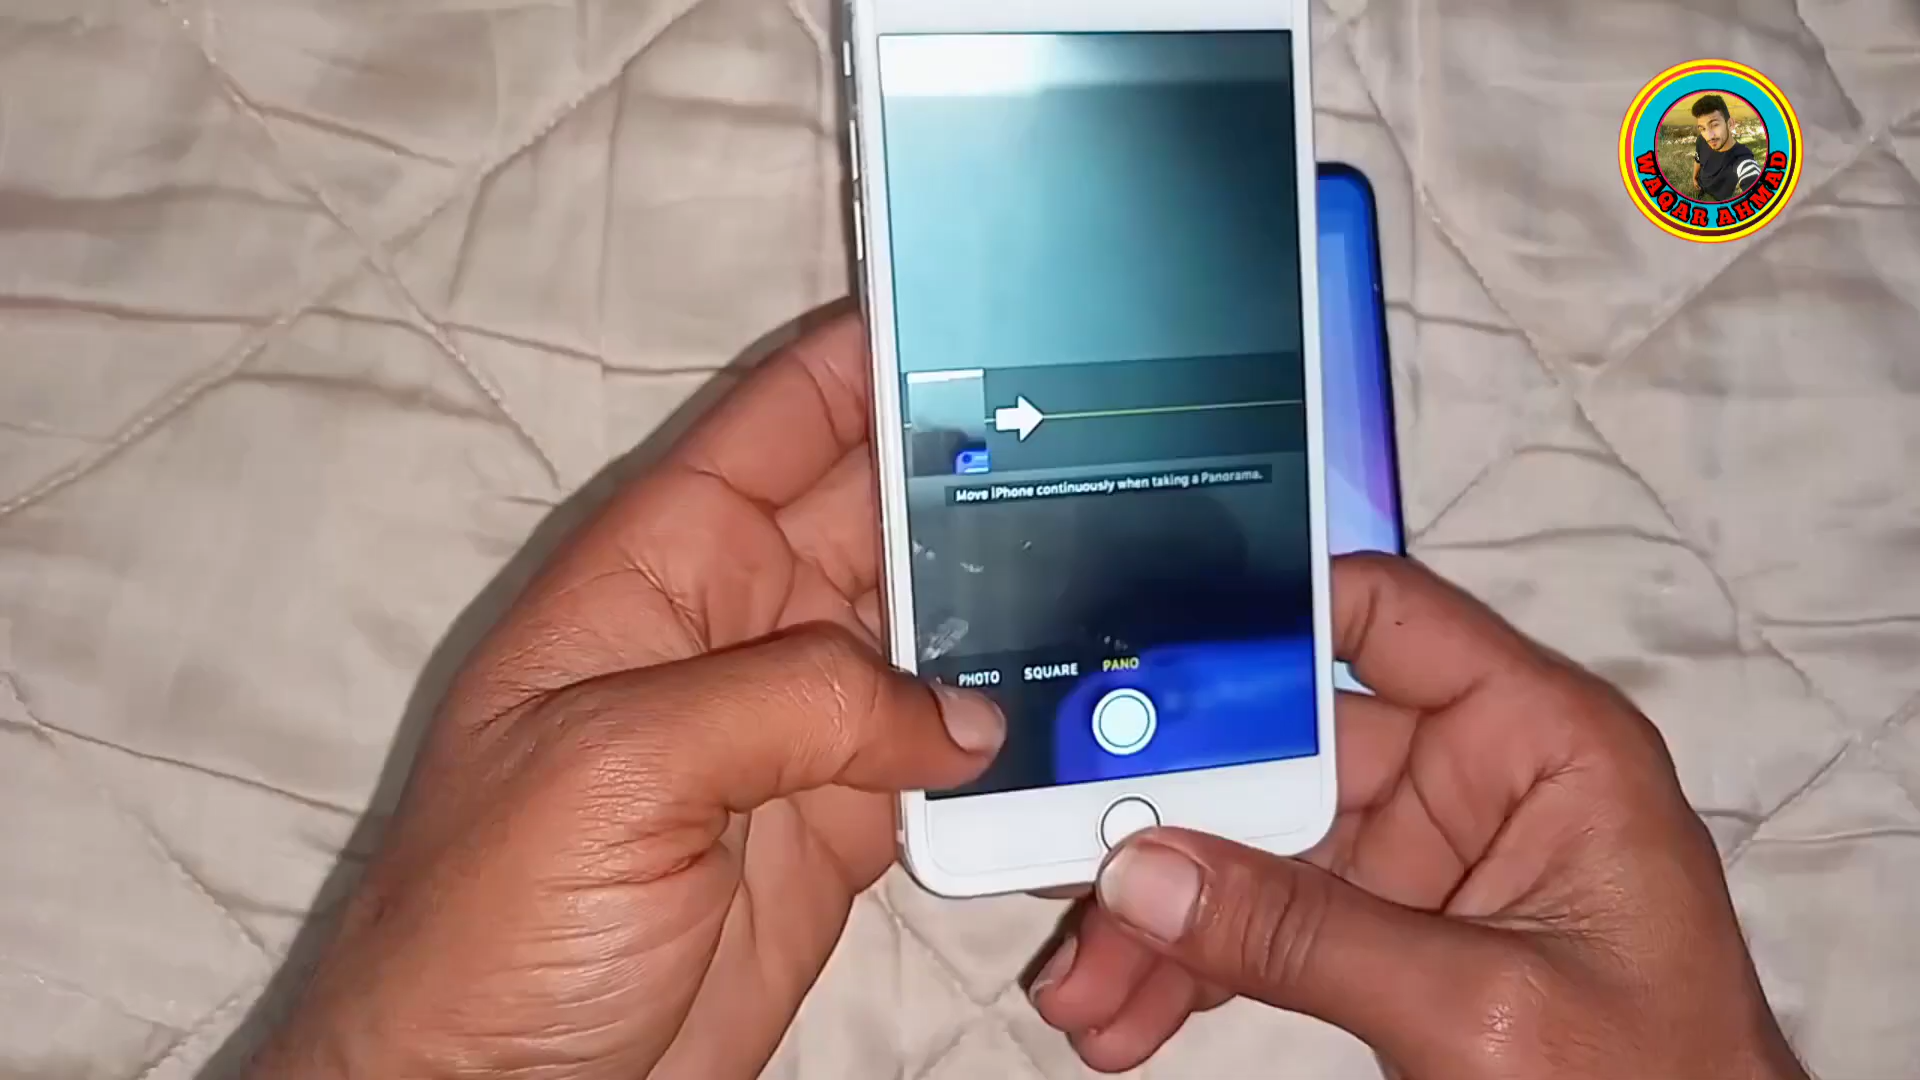 WAQAR AHMAD
Move iPhone continuously when taking a Panorama.
PHOTO SQUARE PANO